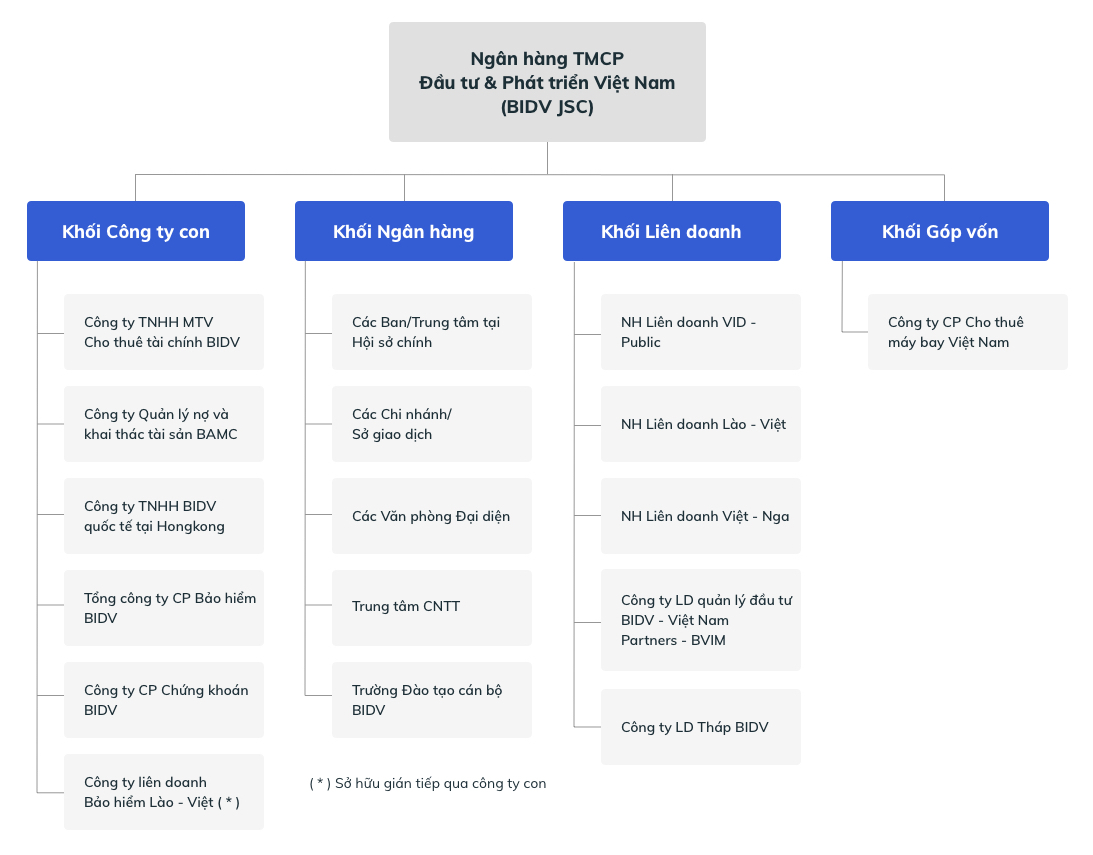 Ngân hàng TMCP
Đầu tư & Phát triển Việt Nam
(BIDV JSC)
Khối Công ty con
Công ty TNHH MTV
Cho thuê tài chính BIDV
Công ty Quản lý nợ và
khai thác tài sản BAMC
Công ty TNHH BIDV
quốc tế tại Hongkong
Tổng công ty CP Bảo hiểm
BIDV
Công ty CP Chứng khoán
BIDV
Công ty liên doanh
Bảo hiểm Lào - Việt ( * )
Khối Ngân hàng
Các Ban/Trung tâm tại
Hội sở chính
Các Chi nhánh/
Sở giao dịch
Các Văn phòng Đại diện
Trung tâm CNTT
Trường Đào tạo cán bộ
BIDV
Khối Liên doanh
NH Liên doanh VID -
Public
NH Liên doanh Lào - Việt
NH Liên doanh Việt - Nga
Công ty LD quản lý đầu tư
BIDV - Việt Nam
Partners - BVIM
Công ty LD Tháp BIDV
Khối Góp vốn
Công ty CP Cho thuê
máy bay Việt Nam
( * ) Sở hữu gián tiếp qua công ty con